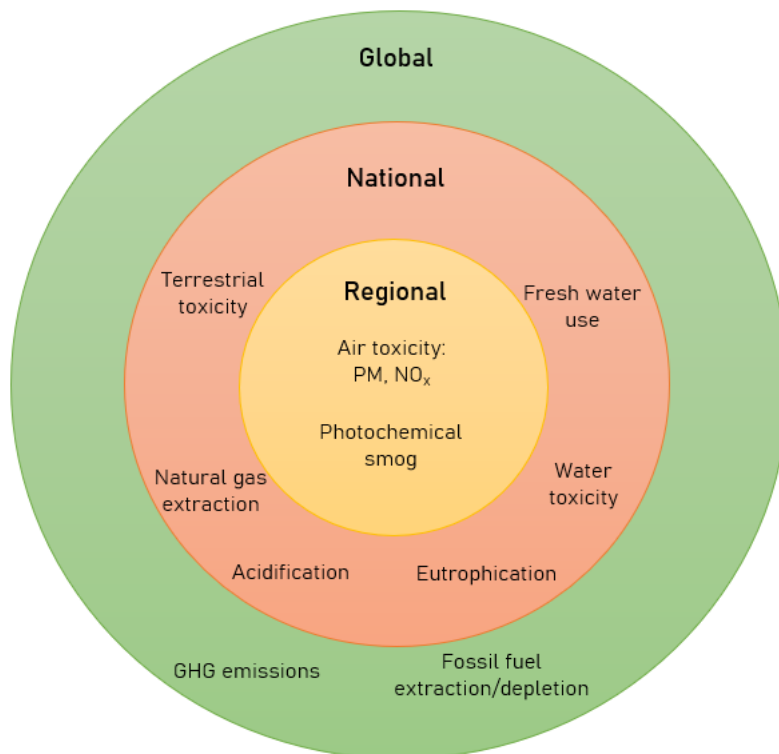 Global
National
Regional
Terrestrial
toxicity
Fresh water
use
Air toxicity:
PM, NOₓ
Photochemical
smog
Natural gas
extraction
Water
toxicity
Acidification
Eutrophication
GHG emissions
Fossil fuel
extraction/depletion